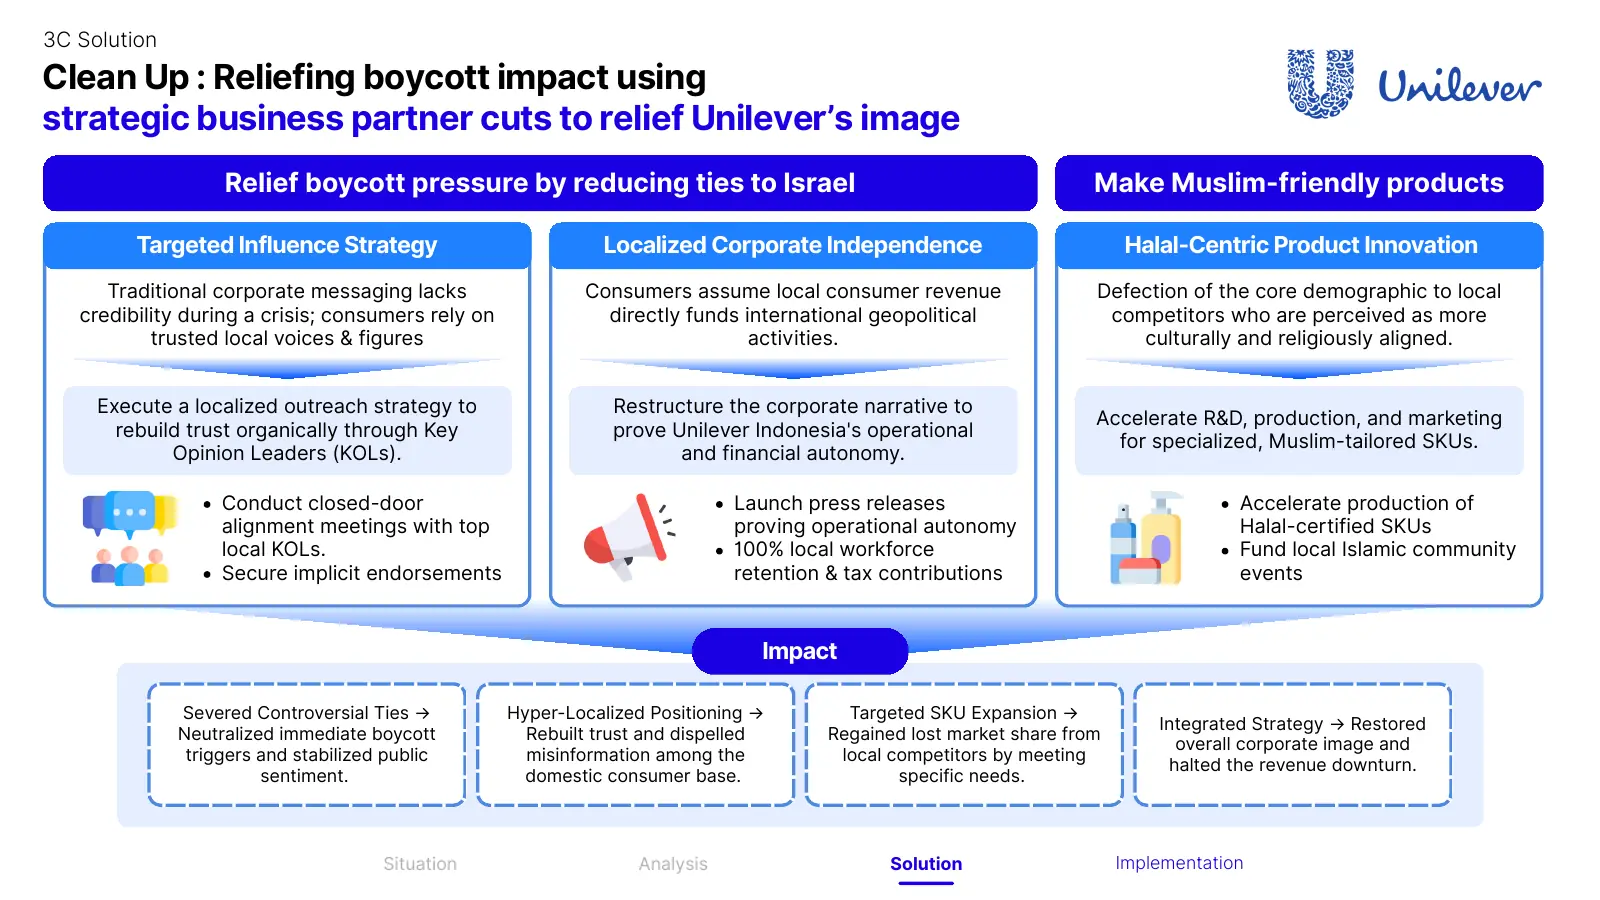 3C Solution
Clean Up : Reliefing boycott impact using
strategic business partner cuts to relief Unilever's image
Unilever
Relief boycott pressure by reducing ties to Israel
Make Muslim-friendly products
Targeted Influence Strategy
Traditional corporate messaging lacks
credibility during a crisis; consumers rely on
trusted local voices & figures
Execute a localized outreach strategy to
rebuild trust organically through Key
Opinion Leaders (KOLs).
• Conduct closed-door
alignment meetings with top
local KOLs.
• Secure implicit endorsements
Localized Corporate Independence
Consumers assume local consumer revenue
directly funds international geopolitical
activities.
Restructure the corporate narrative to
prove Unilever Indonesia's operational
and financial autonomy.
• Launch press releases
proving operational autonomy
• 100% local workforce
retention & tax contributions
Halal-Centric Product Innovation
Defection of the core demographic to local
competitors who are perceived as more
culturally and religiously aligned.
Accelerate R&D, production, and marketing
for specialized, Muslim-tailored SKUs.
• Accelerate production of
Halal-certified SKUs
• Fund local Islamic community
events
Impact
Severed Controversial Ties →
Neutralized immediate boycott
triggers and stabilized public
sentiment.
Hyper-Localized Positioning →
Rebuilt trust and dispelled
misinformation among the
domestic consumer base.
Targeted SKU Expansion →
Regained lost market share from
local competitors by meeting
specific needs.
Integrated Strategy → Restored
overall corporate image and
halted the revenue downturn.
Situation
Analysis
Solution
Implementation